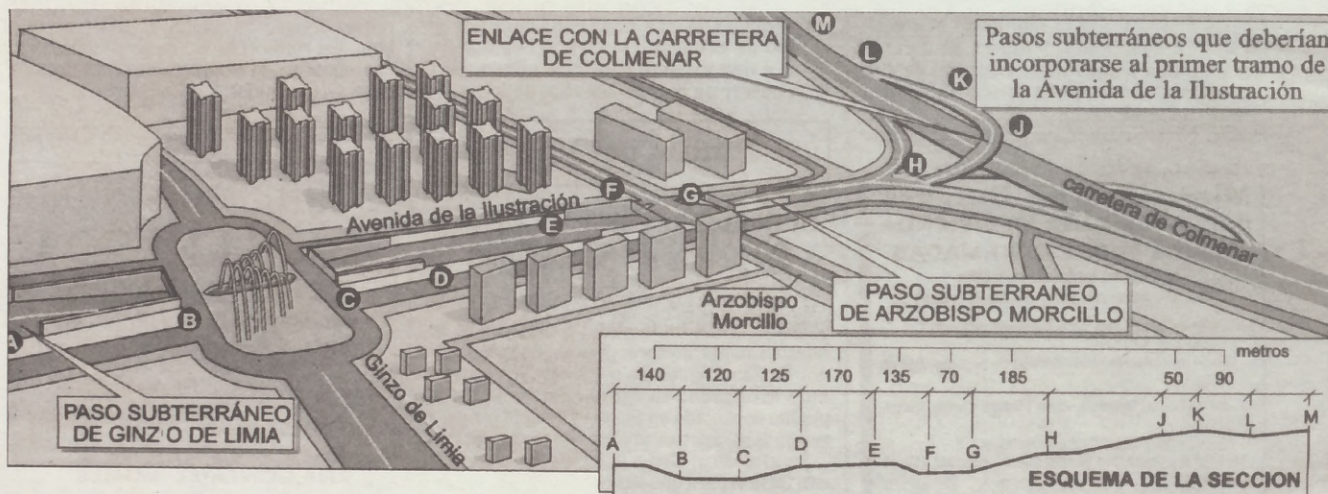 ENLACE CON LA CARRETERA
DE COLMENAR
Pasos subterráneos que deberían
incorporarse al primer tramo de
la Avenida de la Ilustración
M
L
K
J
H
G
F
E
D
C
B
A
Avenida de la Ilustración
carretera de Colmenar
Arzobispo
Morcillo
PASO SUBTERRANEO
DE ARZOBISPO MORCILLO
Ginzo de Limia
PASO SUBTERRÁNEO
DE GINZO DE LIMIA
metros
140 120 125 170 135 70 185 50 90
A B C D E F G H J K L M
ESQUEMA DE LA SECCION